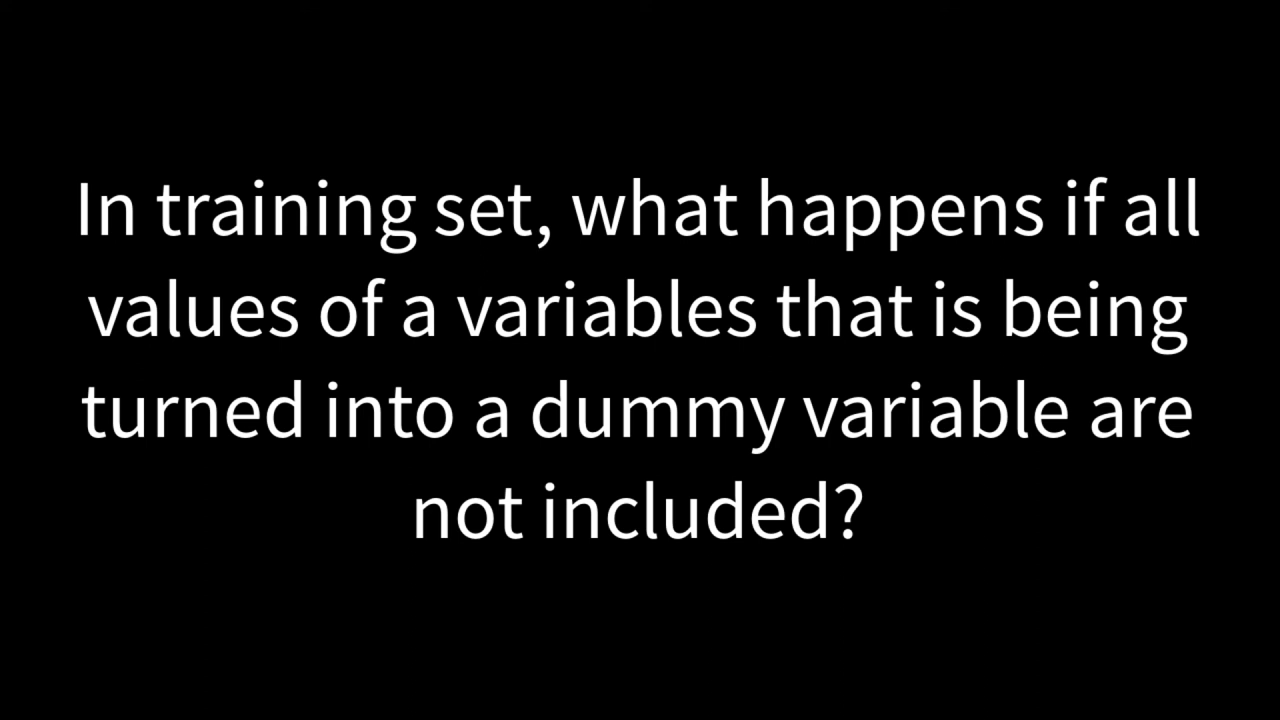 In training set, what happens if all
values of a variables that is being
turned into a dummy variable are
not included?